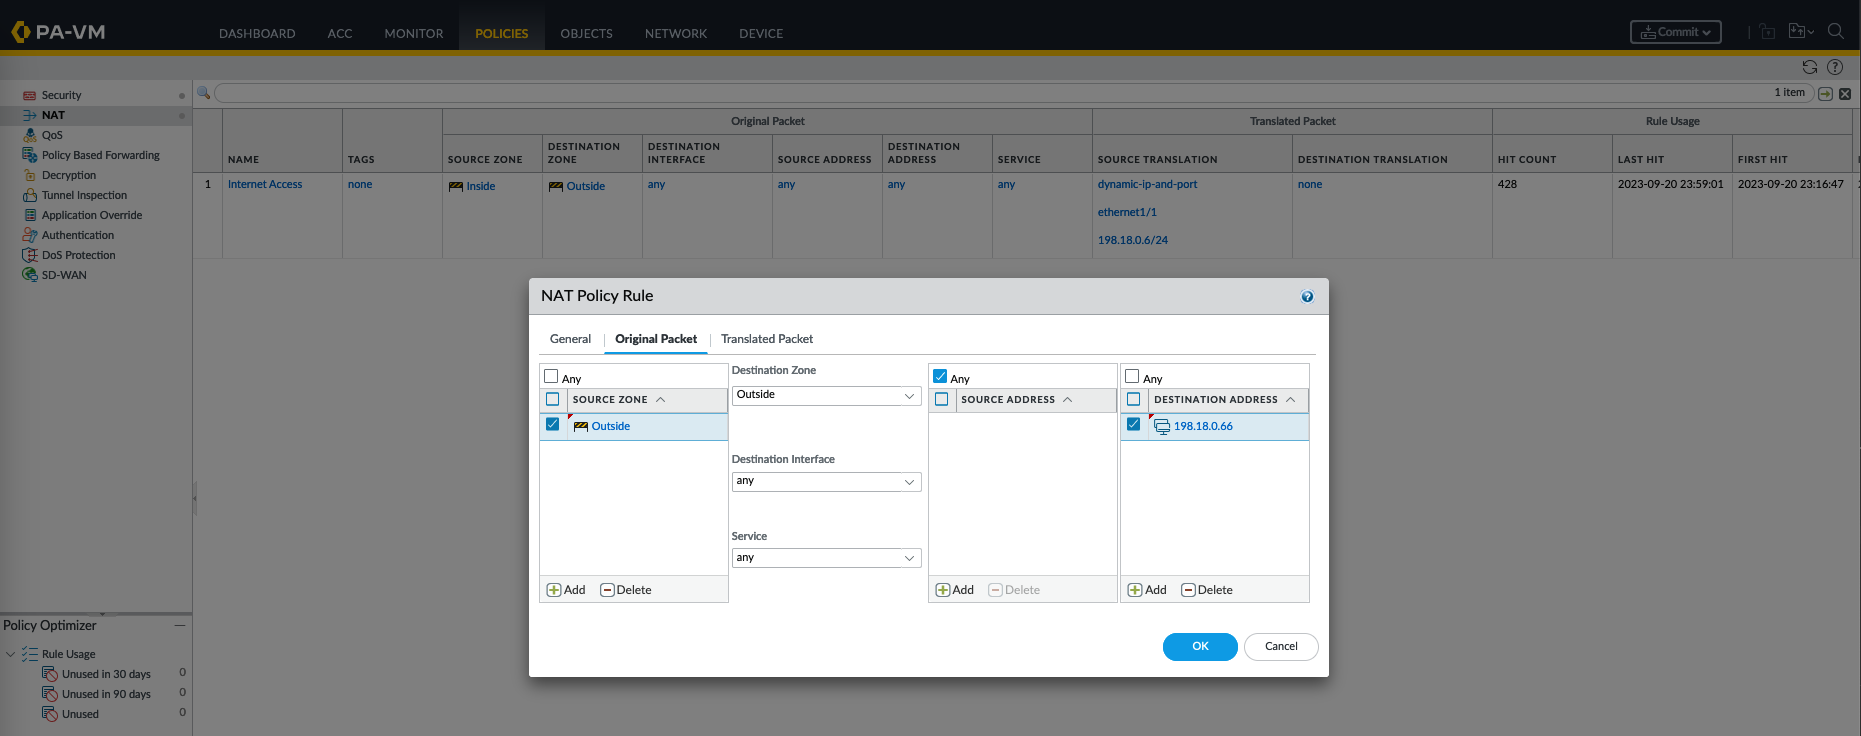 PA-VM
DASHBOARD ACC MONITOR POLICIES OBJECTS NETWORK DEVICE
Commit
Security
NAT
QoS
Policy Based Forwarding
Decryption
Tunnel Inspection
Application Override
Authentication
DoS Protection
SD-WAN
1 item
Original Packet Translated Packet Rule Usage
NAME TAGS SOURCE ZONE DESTINATION ZONE DESTINATION INTERFACE SOURCE ADDRESS DESTINATION ADDRESS SERVICE SOURCE TRANSLATION DESTINATION TRANSLATION HIT COUNT LAST HIT FIRST HIT
1 Internet Access none Inside Outside any any any any dynamic-ip-and-port none 428 2023-09-20 23:59:01 2023-09-20 23:16:47
ethernet1/1
198.18.0.6/24
NAT Policy Rule
General Original Packet Translated Packet
Any
SOURCE ZONE
Outside
Add Delete
Destination Zone
Outside
Destination Interface
any
Service
any
Any
SOURCE ADDRESS
Add Delete
Any
DESTINATION ADDRESS
198.18.0.66
Add Delete
OK Cancel
Policy Optimizer
Rule Usage
Unused in 30 days 0
Unused in 90 days 0
Unused 0